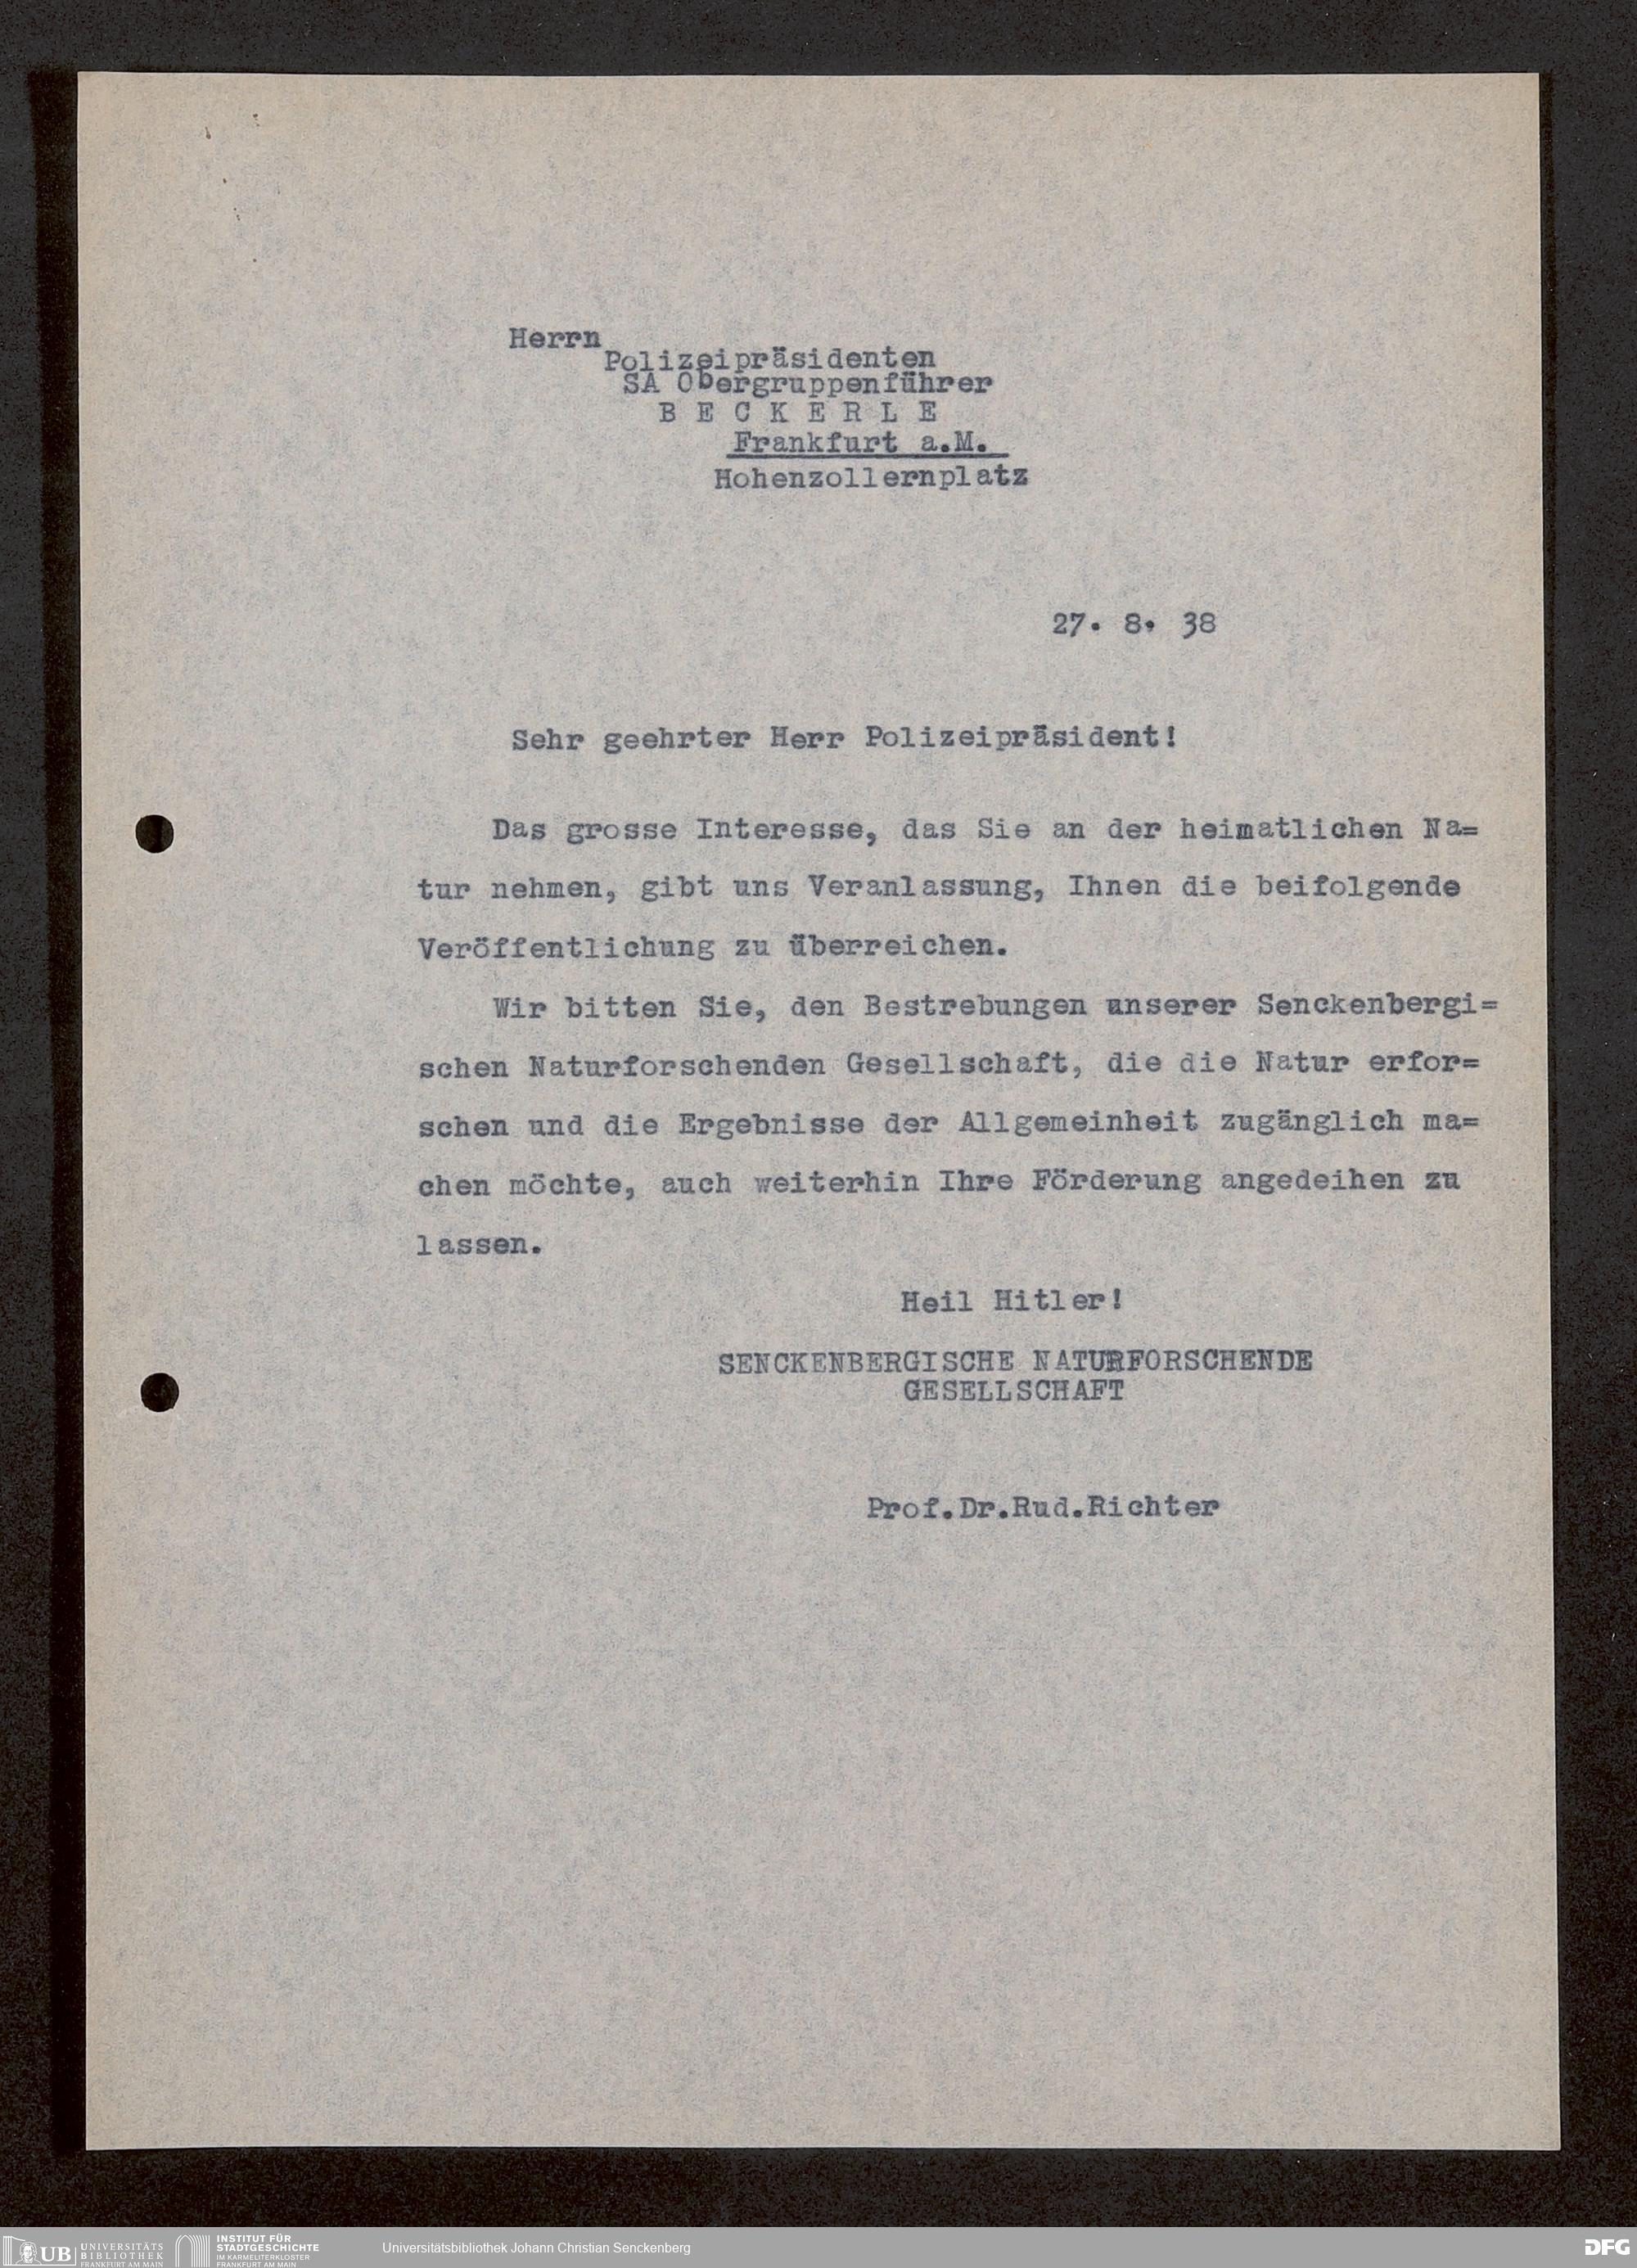 Herrn
Polizeipräsidenten
SA Obergruppenführer
B E C K E R L E
Frankfurt a.M.
Hohenzollernplatz
27. 8. 38
Sehr geehrter Herr Polizeipräsident!
Das grosse Interesse, das Sie an der heimatlichen Na=
tur nehmen, gibt uns Veranlassung, Ihnen die beifolgende
Veröffentlichung zu überreichen.
Wir bitten Sie, den Bestrebungen unserer Senckenbergi=
schen Naturforschenden Gesellschaft, die die Natur erfor=
schen und die Ergebnisse der Allgemeinheit zugänglich ma=
chen möchte, auch weiterhin Ihre Förderung angedeihen zu
lassen.
Heil Hitler!
SENCKENBERGISCHE NATURFORSCHENDE
GESELLSCHAFT
Prof.Dr.Rud.Richter
UB UNIVERSITÄTS
BIBLIOTHEK
FRANKFURT AM MAIN
INSTITUT FÜR
STADTGESCHICHTE
IM KARMELITERKLOSTER
FRANKFURT AM MAIN
Universitätsbibliothek Johann Christian Senckenberg
DFG